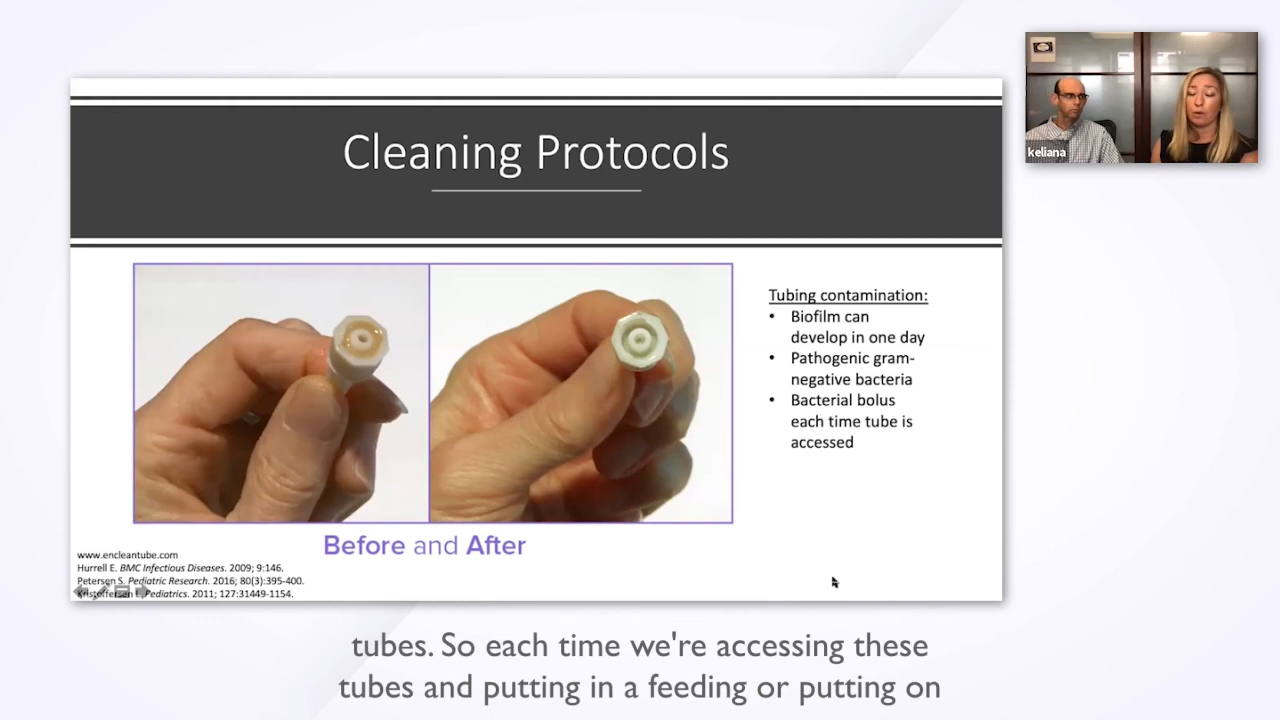 keliana
Cleaning Protocols
Tubing contamination:
• Biofilm can
develop in one day
• Pathogenic gram-
negative bacteria
• Bacterial bolus
each time tube is
accessed
Before and After
www.encleantube.com
Hurrell E. BMC Infectious Diseases. 2009; 9:146.
Petersen S. Pediatric Research. 2016; 80(3):395-400.
Kristoffersen Pediatrics. 2011; 127:31449-1154.
tubes. So each time we're accessing these
tubes and putting in a feeding or putting on